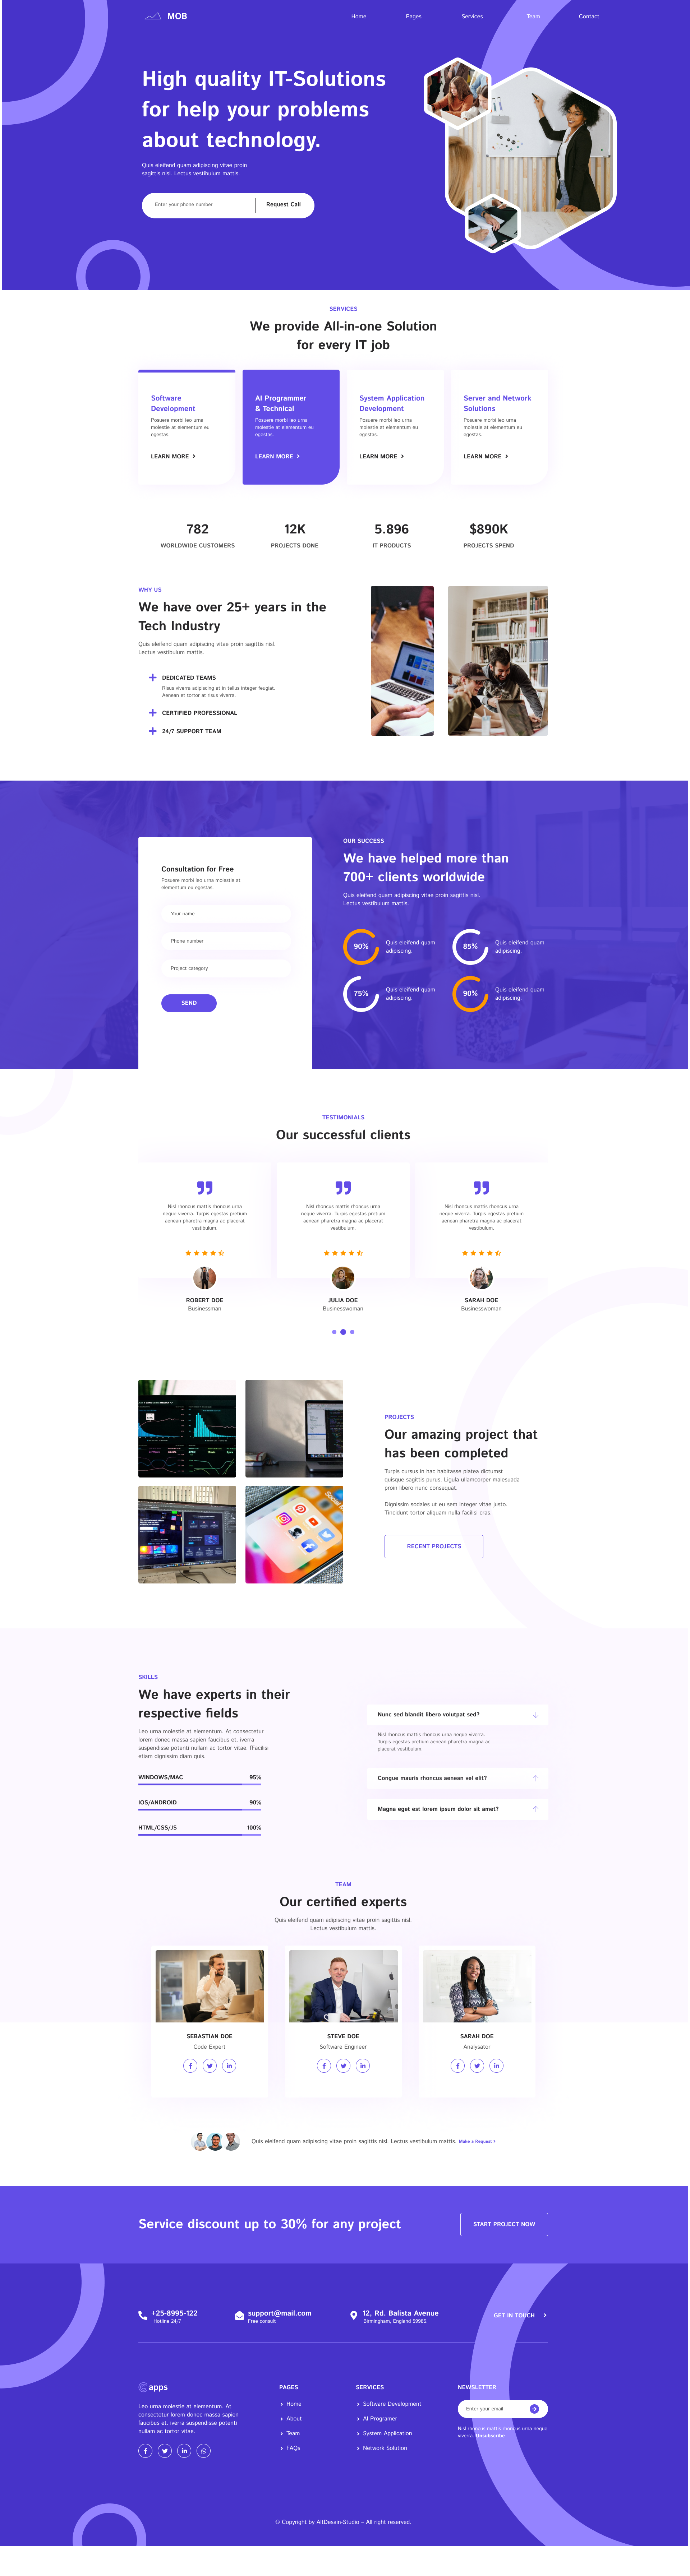 MOB
Home Pages Services Team Contact
High quality IT-Solutions
for help your problems
about technology.
Quis eleifend quam adipiscing vitae proin
sagittis nisl. Lectus vestibulum mattis.
Enter your phone number Request Call
SERVICES
We provide All-in-one Solution
for every IT job
Software
Development
Posuere morbi leo urna
molestie at elementum eu
egestas.
LEARN MORE
AI Programmer
& Technical
Posuere morbi leo urna
molestie at elementum eu
egestas.
LEARN MORE
System Application
Development
Posuere morbi leo urna
molestie at elementum eu
egestas.
LEARN MORE
Server and Network
Solutions
Posuere morbi leo urna
molestie at elementum eu
egestas.
LEARN MORE
782
WORLDWIDE CUSTOMERS
12K
PROJECTS DONE
5.896
IT PRODUCTS
$890K
PROJECTS SPEND
WHY US
We have over 25+ years in the
Tech Industry
Quis eleifend quam adipiscing vitae proin sagittis nisl.
Lectus vestibulum mattis.
DEDICATED TEAMS
Risus viverra adipiscing at in tellus integer feugiat.
Aenean et tortor at risus viverra.
CERTIFIED PROFESSIONAL
24/7 SUPPORT TEAM
Consultation for Free
Posuere morbi leo urna molestie at
elementum eu egestas.
Your name
Phone number
Project category
SEND
OUR SUCCESS
We have helped more than
700+ clients worldwide
Quis eleifend quam adipiscing vitae proin sagittis nisl.
Lectus vestibulum mattis.
90%
Quis eleifend quam
adipiscing.
85%
Quis eleifend quam
adipiscing.
75%
Quis eleifend quam
adipiscing.
90%
Quis eleifend quam
adipiscing.
TESTIMONIALS
Our successful clients
Nisl rhoncus mattis rhoncus urna
neque viverra. Turpis egestas pretium
aenean pharetra magna ac placerat
vestibulum.
ROBERT DOE
Businessman
Nisl rhoncus mattis rhoncus urna
neque viverra. Turpis egestas pretium
aenean pharetra magna ac placerat
vestibulum.
JULIA DOE
Businesswoman
Nisl rhoncus mattis rhoncus urna
neque viverra. Turpis egestas pretium
aenean pharetra magna ac placerat
vestibulum.
SARAH DOE
Businesswoman
PROJECTS
Our amazing project that
has been completed
Turpis cursus in hac habitasse platea dictumst
quisque sagittis purus. Ligula ullamcorper malesuada
proin libero nunc consequat.
Dignissom sodales ut eu sem integer vitae justo.
Tincidunt tortor aliquam nulla facilisi cras.
RECENT PROJECTS
SKILLS
We have experts in their
respective fields
Leo urna molestie at elementum. At consectetur
lorem donec massa sapien faucibus et. iverra
suspendisse potenti nullam ac tortor vitae. fFacilisi
etiam dignissim diam quis.
WINDOWS/MAC 95%
IOS/ANDROID 90%
HTML/CSS/JS 100%
Nunc sed blandit libero volutpat sed?
Nisl rhoncus mattis rhoncus urna neque viverra.
Turpis egestas pretium aenean pharetra magna ac
placerat vestibulum.
Congue mauris rhoncus aenean vel elit?
Magna eget est lorem ipsum dolor sit amet?
TEAM
Our certified experts
Quis eleifend quam adipiscing vitae proin sagittis nisl.
Lectus vestibulum mattis.
SEBASTIAN DOE
Code Expert
STEVE DOE
Software Engineer
SARAH DOE
Analysator
Quis eleifend quam adipiscing vitae proin sagittis nisl. Lectus vestibulum mattis. Make a Request
Service discount up to 30% for any project
START PROJECT NOW
+25-8995-122
Hotline 24/7
support@mail.com
Free consult
12, Rd. Balista Avenue
Birmingham, England 59985.
GET IN TOUCH
apps
Leo urna molestie at elementum. At
consectetur lorem donec massa sapien
faucibus et. iverra suspendisse potenti
nullam ac tortor vitae.
PAGES
Home
About
Team
FAQs
SERVICES
Software Development
AI Programer
System Application
Network Solution
NEWSLETTER
Enter your email
Nisl rhoncus mattis rhoncus urna neque
viverra. Unsubscribe
© Copyright by AltDesain-Studio – All right reserved.